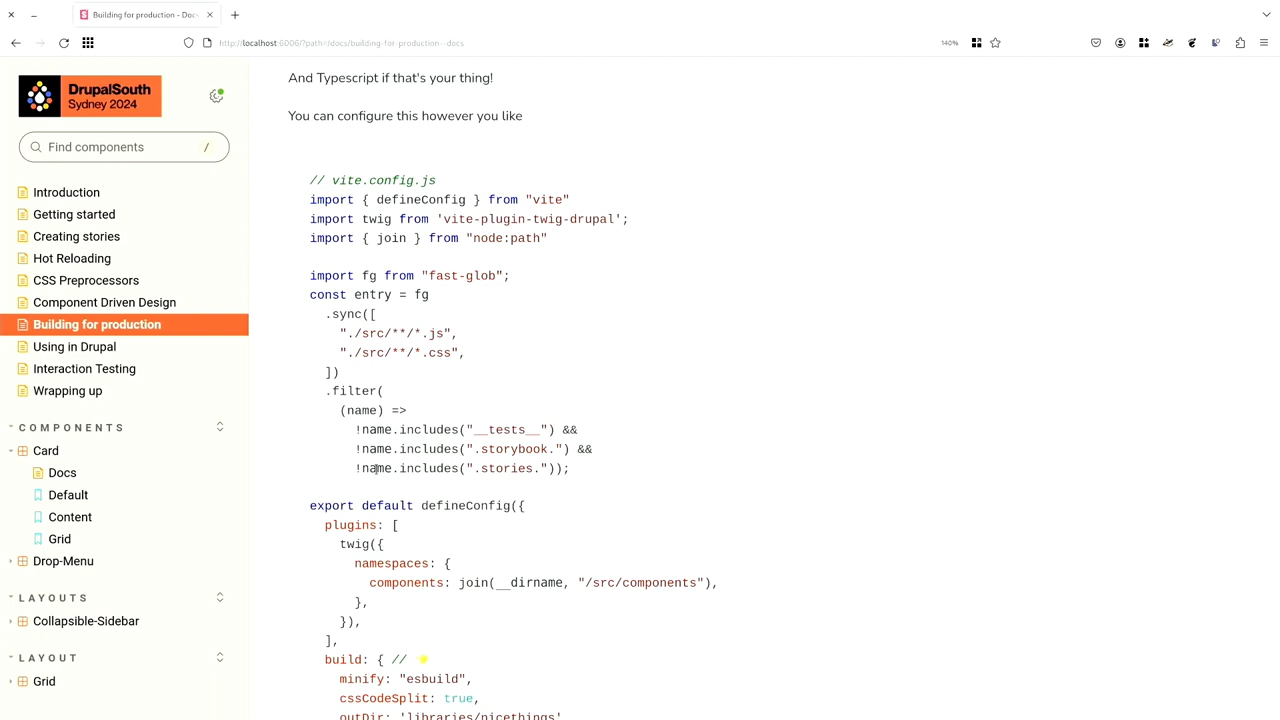 Building for production - Docs
http://localhost:6006/?path=/docs/building-for-production--docs
140%
DrupalSouth
Sydney 2024
Find components
/
Introduction
Getting started
Creating stories
Hot Reloading
CSS Preprocessors
Component Driven Design
Building for production
Using in Drupal
Interaction Testing
Wrapping up
COMPONENTS
Card
Docs
Default
Content
Grid
Drop-Menu
LAYOUTS
Collapsible-Sidebar
LAYOUT
Grid
And Typescript if that's your thing!
You can configure this however you like
// vite.config.js
import { defineConfig } from "vite"
import twig from 'vite-plugin-twig-drupal';
import { join } from "node:path"
import fg from "fast-glob";
const entry = fg
.sync([
"./src/**/*.js",
"./src/**/*.css",
])
.filter(
(name) =>
!name.includes("__tests__") &&
!name.includes(".storybook.") &&
!name.includes(".stories."));
export default defineConfig({
plugins: [
twig({
namespaces: {
components: join(__dirname, "/src/components"),
},
}),
],
build: { //
minify: "esbuild",
cssCodeSplit: true,
outDir: 'libraries/nicethings'